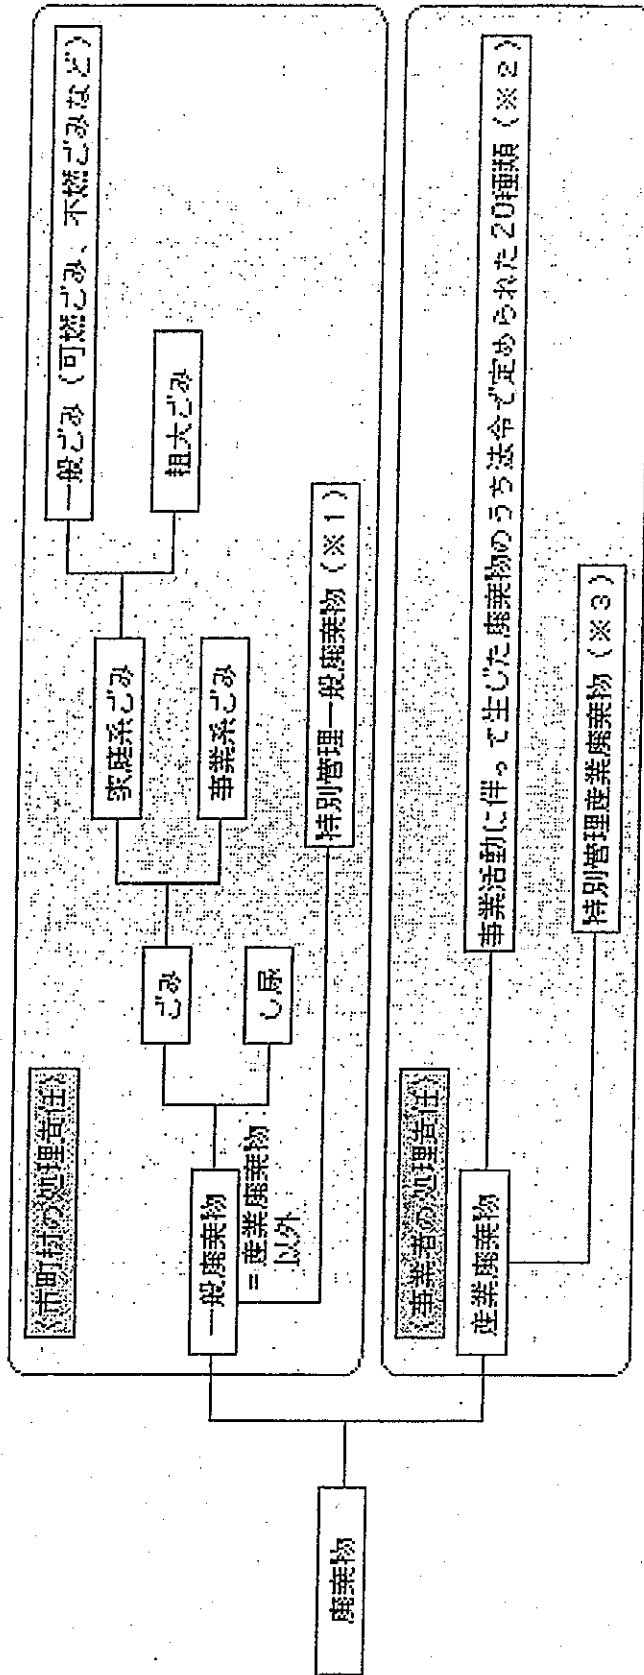 廃棄物
《市町村の処理責任》
一般廃棄物
=産業廃棄物
以外
ごみ
し尿
家庭系ごみ
事業系ごみ
一般ごみ（可燃ごみ、不燃ごみなど）
粗大ごみ
特別管理一般廃棄物（※1）
《事業者の処理責任》
産業廃棄物
事業活動に伴って生じた廃棄物のうち法令で定められた20種類（※2）
特別管理産業廃棄物（※3）